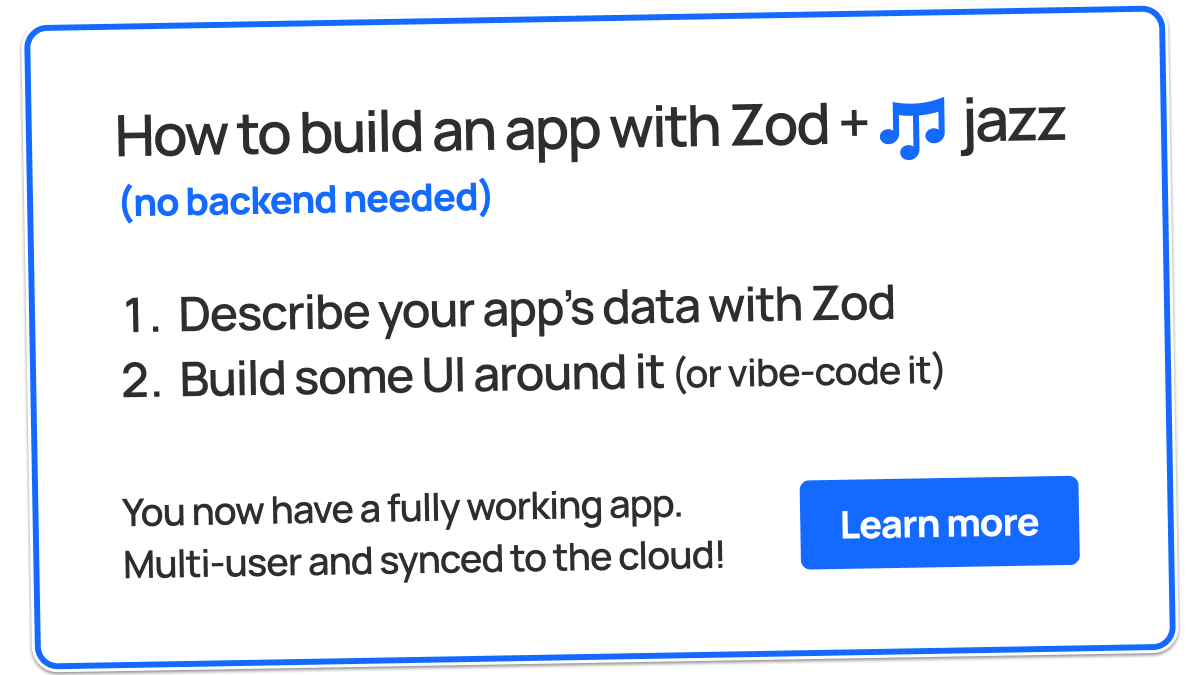 How to build an app with Zod + jazz
(no backend needed)
1. Describe your app's data with Zod
2. Build some UI around it (or vibe-code it)
You now have a fully working app.
Multi-user and synced to the cloud!
Learn more